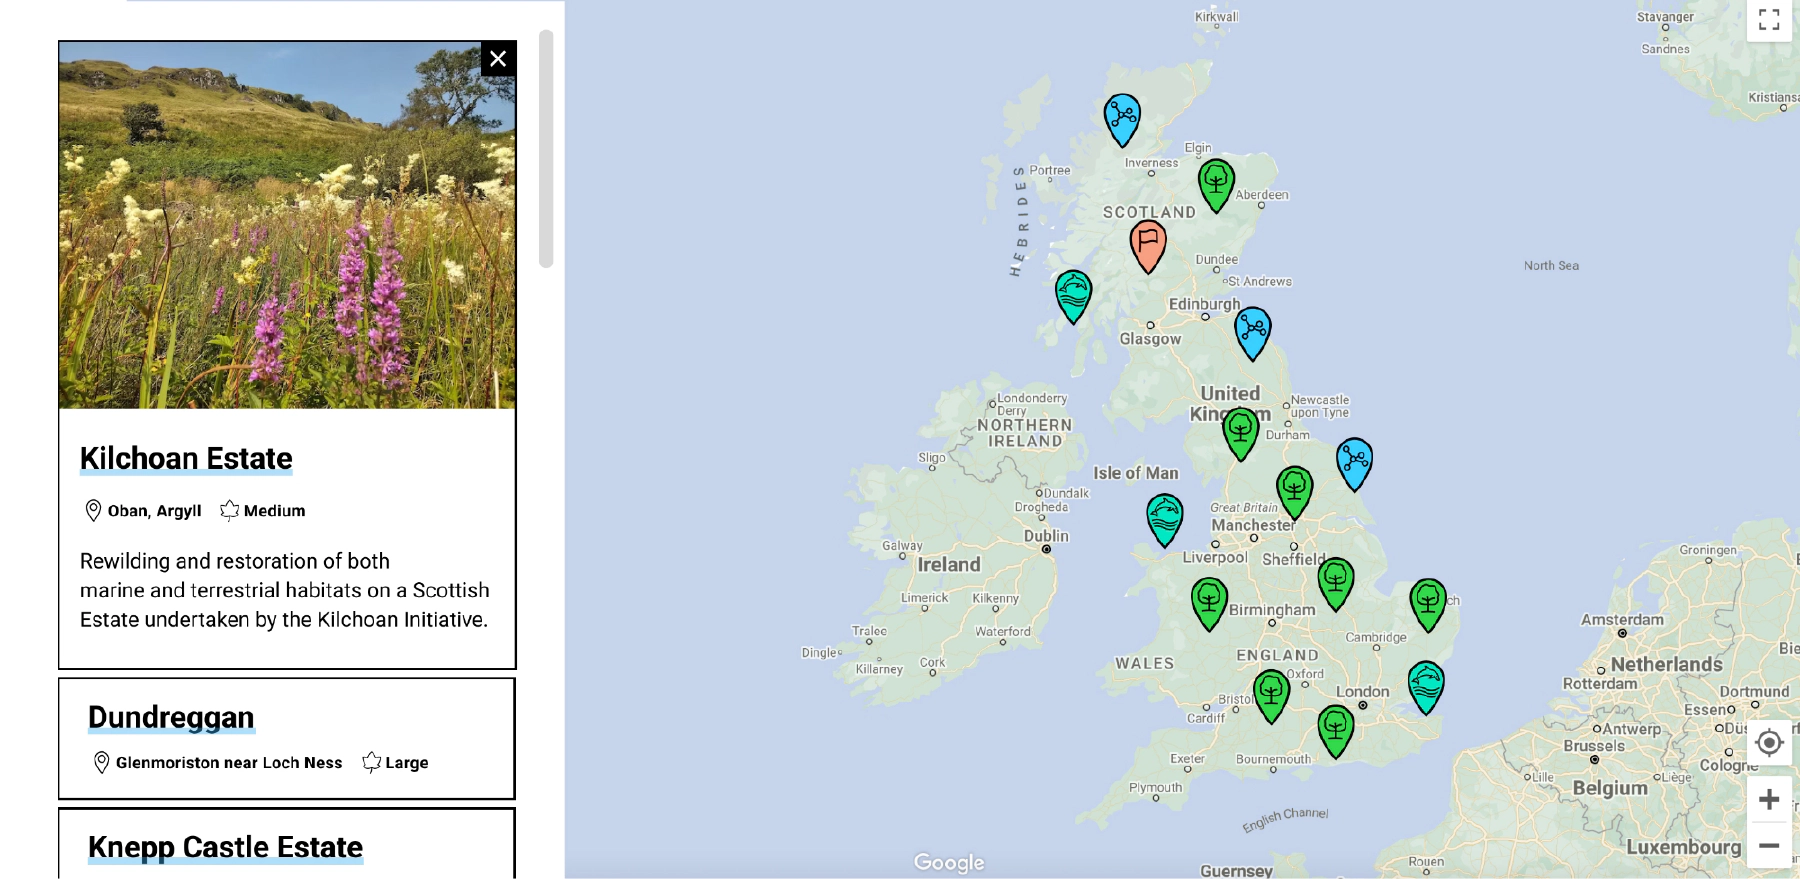 Kilchoan Estate
Oban, Argyll Medium
Rewilding and restoration of both
marine and terrestrial habitats on a Scottish
Estate undertaken by the Kilchoan Initiative.
Dundreggan
Glenmoriston near Loch Ness Large
Knepp Castle Estate
Kirkwall
Stavanger
Sandnes
Kristians
Elgin
Inverness
Portree
HEBRIDES
Aberdeen
SCOTLAND
Dundee
St Andrews
North Sea
Edinburgh
Glasgow
United
Kingdom
Newcastle
upon Tyne
Durham
Londonderry
Derry
NORTHERN
IRELAND
Sligo
Isle of Man
Dundalk
Drogheda
Great Britain
Manchester
Dublin
Galway
Liverpool
Sheffield
Ireland
Groningen
Limerick
Kilkenny
Birmingham
ch
Amsterdam
Tralee
Waterford
Cambridge
Dingle
Killarney
Cork
WALES
ENGLAND
Netherlands
Bie
Oxford
Rotterdam
London
Dortmund
Bristol
Essen
Cardiff
Antwerp
Düs
rf
Brussels
Exeter
Bournemouth
Cologne
Lille
Liège
Plymouth
Belgium
English Channel
Luxembourg
Google
Rouen
Guernsey